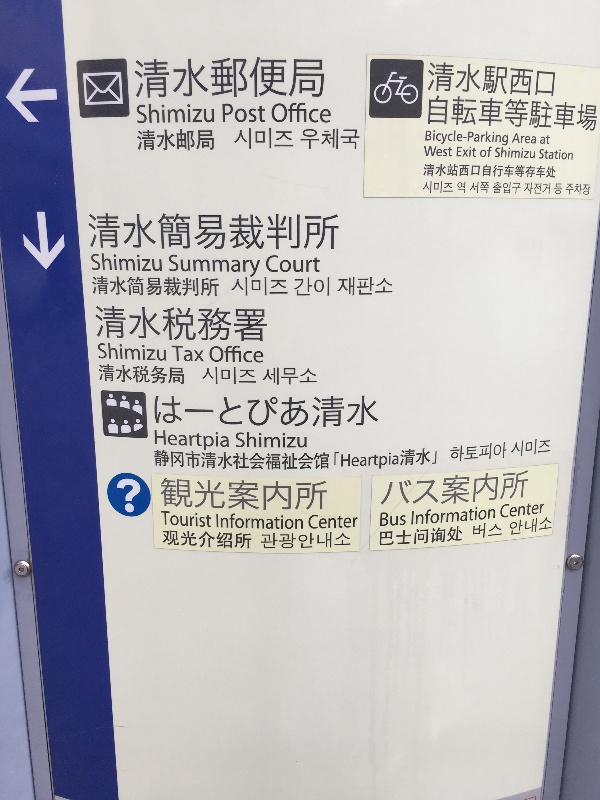 清水郵便局
Shimizu Post Office
清水邮局 시미즈 우체국
清水駅西口
自転車等駐車場
Bicycle-Parking Area at
West Exit of Shimizu Station
清水站西口自行车等存车处
시미즈 역 서쪽 출입구 자전거 등 주차장
清水簡易裁判所
Shimizu Summary Court
清水简易裁判所 시미즈 간이 재판소
清水税務署
Shimizu Tax Office
清水税务局 시미즈 세무소
はーとぴあ清水
Heartpia Shimizu
静冈市清水社会福祉会馆「Heartpia清水」 하토피아 시미즈
?
観光案内所
Tourist Information Center
观光介绍所 관광안내소
バス案内所
Bus Information Center
巴士问询处 버스 안내소